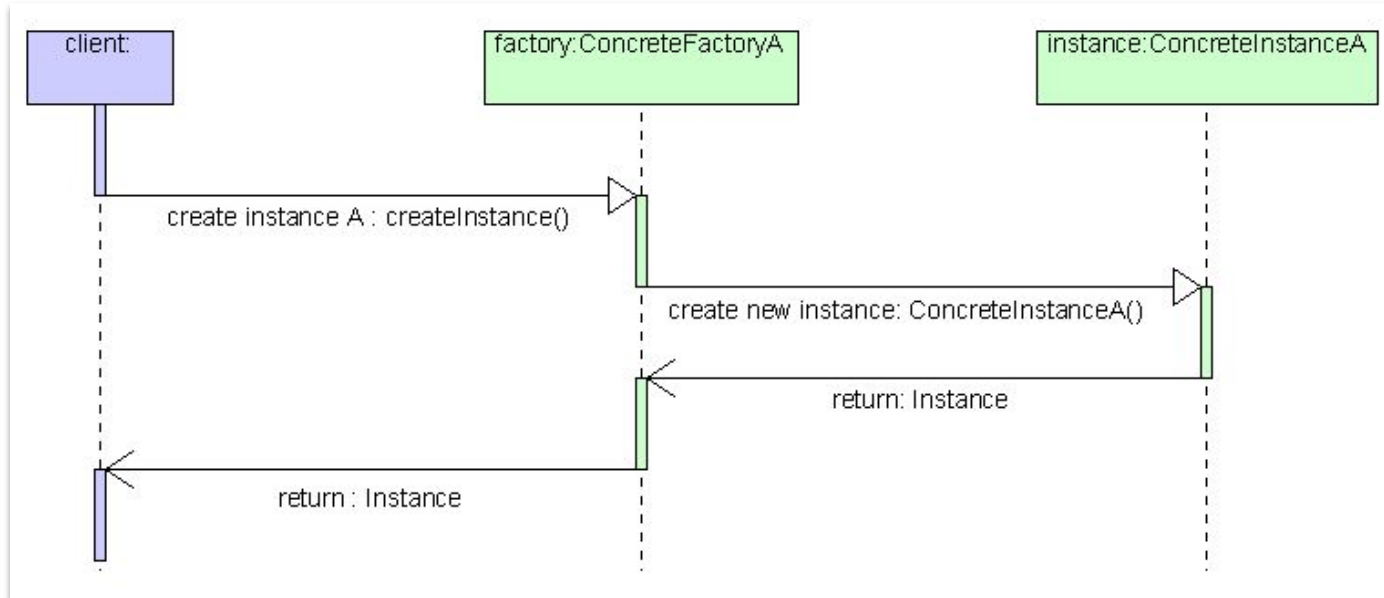 client:
factory:ConcreteFactoryA
instance:ConcreteInstanceA
create instance A : createInstance()
create new instance: ConcreteInstanceA()
return: Instance
return : Instance